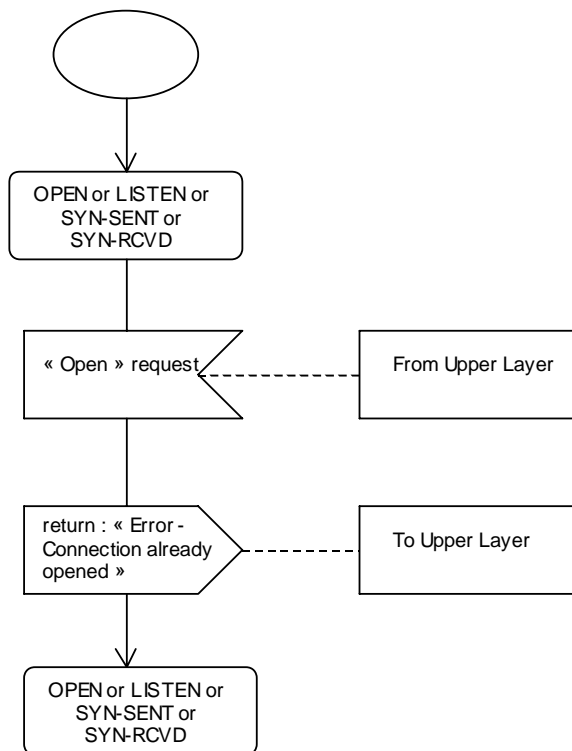 OPEN or LISTEN or
SYN-SENT or
SYN-RCVD
« Open » request
From Upper Layer
return : « Error -
Connection already
opened »
To Upper Layer
OPEN or LISTEN or
SYN-SENT or
SYN-RCVD